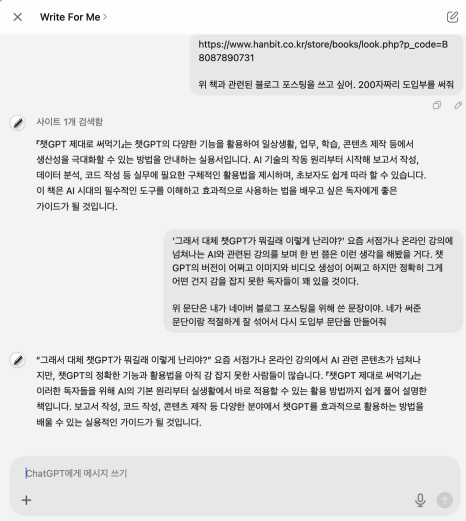 Write For Me >
https://www.hanbit.co.kr/store/books/look.php?p_code=B
8087890731
위 책과 관련된 블로그 포스팅을 쓰고 싶어. 200자짜리 도입부를 써줘
사이트 1개 검색함
『챗GPT 제대로 써먹기』는 챗GPT의 다양한 기능을 활용하여 일상생활, 업무, 학습, 콘텐츠 제작 등에서
생산성을 극대화할 수 있는 방법을 안내하는 실용서입니다. AI 기술의 작동 원리부터 시작해 보고서 작성,
데이터 분석, 코드 작성 등 실무에 필요한 구체적인 활용법을 제시하며, 초보자도 쉽게 따라 할 수 있습니다.
이 책은 AI 시대의 필수적인 도구를 이해하고 효과적으로 사용하는 법을 배우고 싶은 독자에게 좋은
가이드가 될 것입니다.
'그래서 대체 챗GPT가 뭐길래 이렇게 난리야?' 요즘 서점가나 온라인 강의에
넘쳐나는 AI와 관련된 강의를 보며 한 번 쯤은 이런 생각을 해봤을 거다. 챗
GPT의 버전이 어쩌고 이미지와 비디오 생성이 어쩌고 하지만 정확히 그게
어떤 건지 감을 잡지 못한 독자들이 꽤 있을 것이다.
위 문단은 내가 네이버 블로그 포스팅을 위해 쓴 문장이야. 네가 써준
문단이랑 적절하게 잘 섞어서 다시 도입부 문단을 만들어줘
"그래서 대체 챗GPT가 뭐길래 이렇게 난리야?" 요즘 서점가나 온라인 강의에서 AI 관련 콘텐츠가 넘쳐나
지만, 챗GPT의 정확한 기능과 활용법을 아직 감 잡지 못한 사람들이 많습니다. 『챗GPT 제대로 써먹기』는
이러한 독자들을 위해 AI의 기본 원리부터 실생활에서 바로 적용할 수 있는 활용 방법까지 쉽게 풀어 설명한
책입니다. 보고서 작성, 코드 작성, 콘텐츠 제작 등 다양한 분야에서 챗GPT를 효과적으로 활용하는 방법을
배울 수 있는 실용적인 가이드가 될 것입니다.
ChatGPT에게 메시지 쓰기